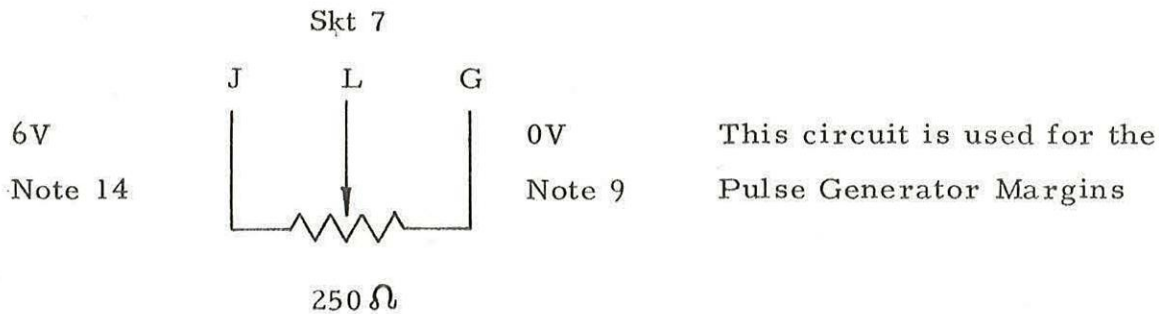 Skt 7
J L G
6V 0V This circuit is used for the
Note 14 Note 9 Pulse Generator Margins
250 Ω